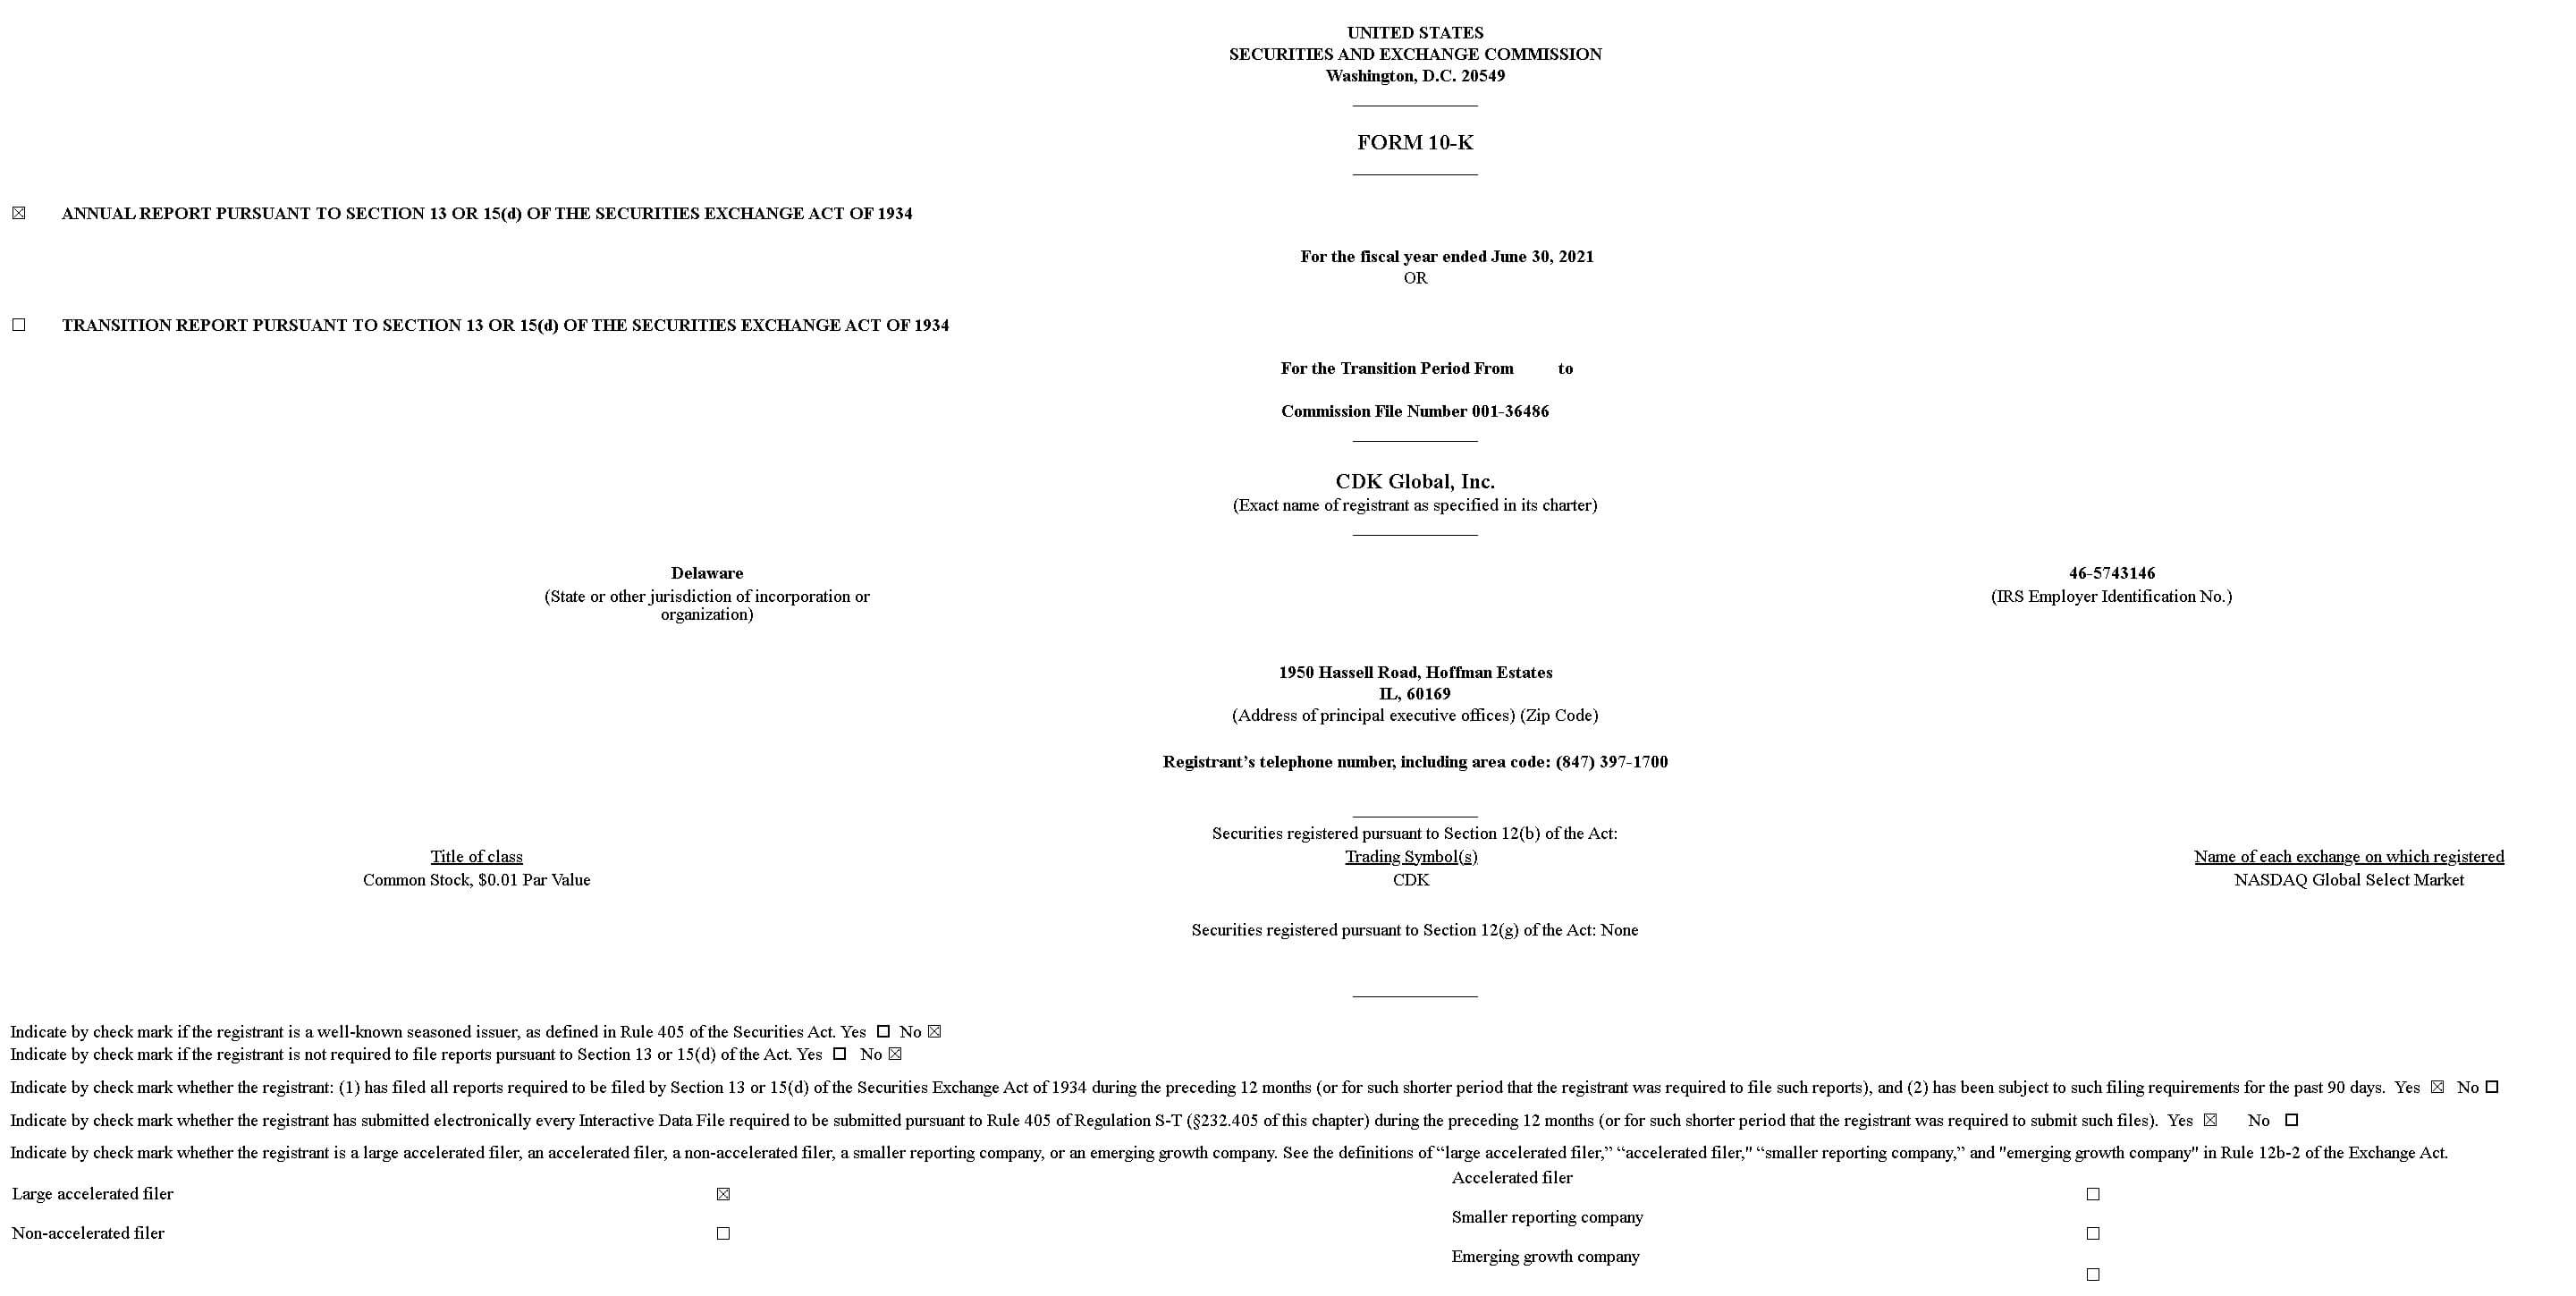 UNITED STATES
SECURITIES AND EXCHANGE COMMISSION
Washington, D.C. 20549
FORM 10-K
☒ ANNUAL REPORT PURSUANT TO SECTION 13 OR 15(d) OF THE SECURITIES EXCHANGE ACT OF 1934
For the fiscal year ended June 30, 2021
OR
☐ TRANSITION REPORT PURSUANT TO SECTION 13 OR 15(d) OF THE SECURITIES EXCHANGE ACT OF 1934
For the Transition Period From to
Commission File Number 001-36486
CDK Global, Inc.
(Exact name of registrant as specified in its charter)
Delaware 46-5743146
(State or other jurisdiction of incorporation or (IRS Employer Identification No.)
organization)
1950 Hassell Road, Hoffman Estates
IL, 60169
(Address of principal executive offices) (Zip Code)
Registrant’s telephone number, including area code: (847) 397-1700
Securities registered pursuant to Section 12(b) of the Act:
Title of class Trading Symbol(s) Name of each exchange on which registered
Common Stock, $0.01 Par Value CDK NASDAQ Global Select Market
Securities registered pursuant to Section 12(g) of the Act: None
Indicate by check mark if the registrant is a well-known seasoned issuer, as defined in Rule 405 of the Securities Act. Yes ☐ No ☒
Indicate by check mark if the registrant is not required to file reports pursuant to Section 13 or 15(d) of the Act. Yes ☐ No ☒
Indicate by check mark whether the registrant: (1) has filed all reports required to be filed by Section 13 or 15(d) of the Securities Exchange Act of 1934 during the preceding 12 months (or for such shorter period that the registrant was required to file such reports), and (2) has been subject to such filing requirements for the past 90 days. Yes ☒ No ☐
Indicate by check mark whether the registrant has submitted electronically every Interactive Data File required to be submitted pursuant to Rule 405 of Regulation S-T (§232.405 of this chapter) during the preceding 12 months (or for such shorter period that the registrant was required to submit such files). Yes ☒ No ☐
Indicate by check mark whether the registrant is a large accelerated filer, an accelerated filer, a non-accelerated filer, a smaller reporting company, or an emerging growth company. See the definitions of “large accelerated filer,” “accelerated filer," “smaller reporting company,” and "emerging growth company" in Rule 12b-2 of the Exchange Act.
Large accelerated filer ☒ Accelerated filer ☐
Non-accelerated filer ☐ Smaller reporting company ☐
Emerging growth company ☐